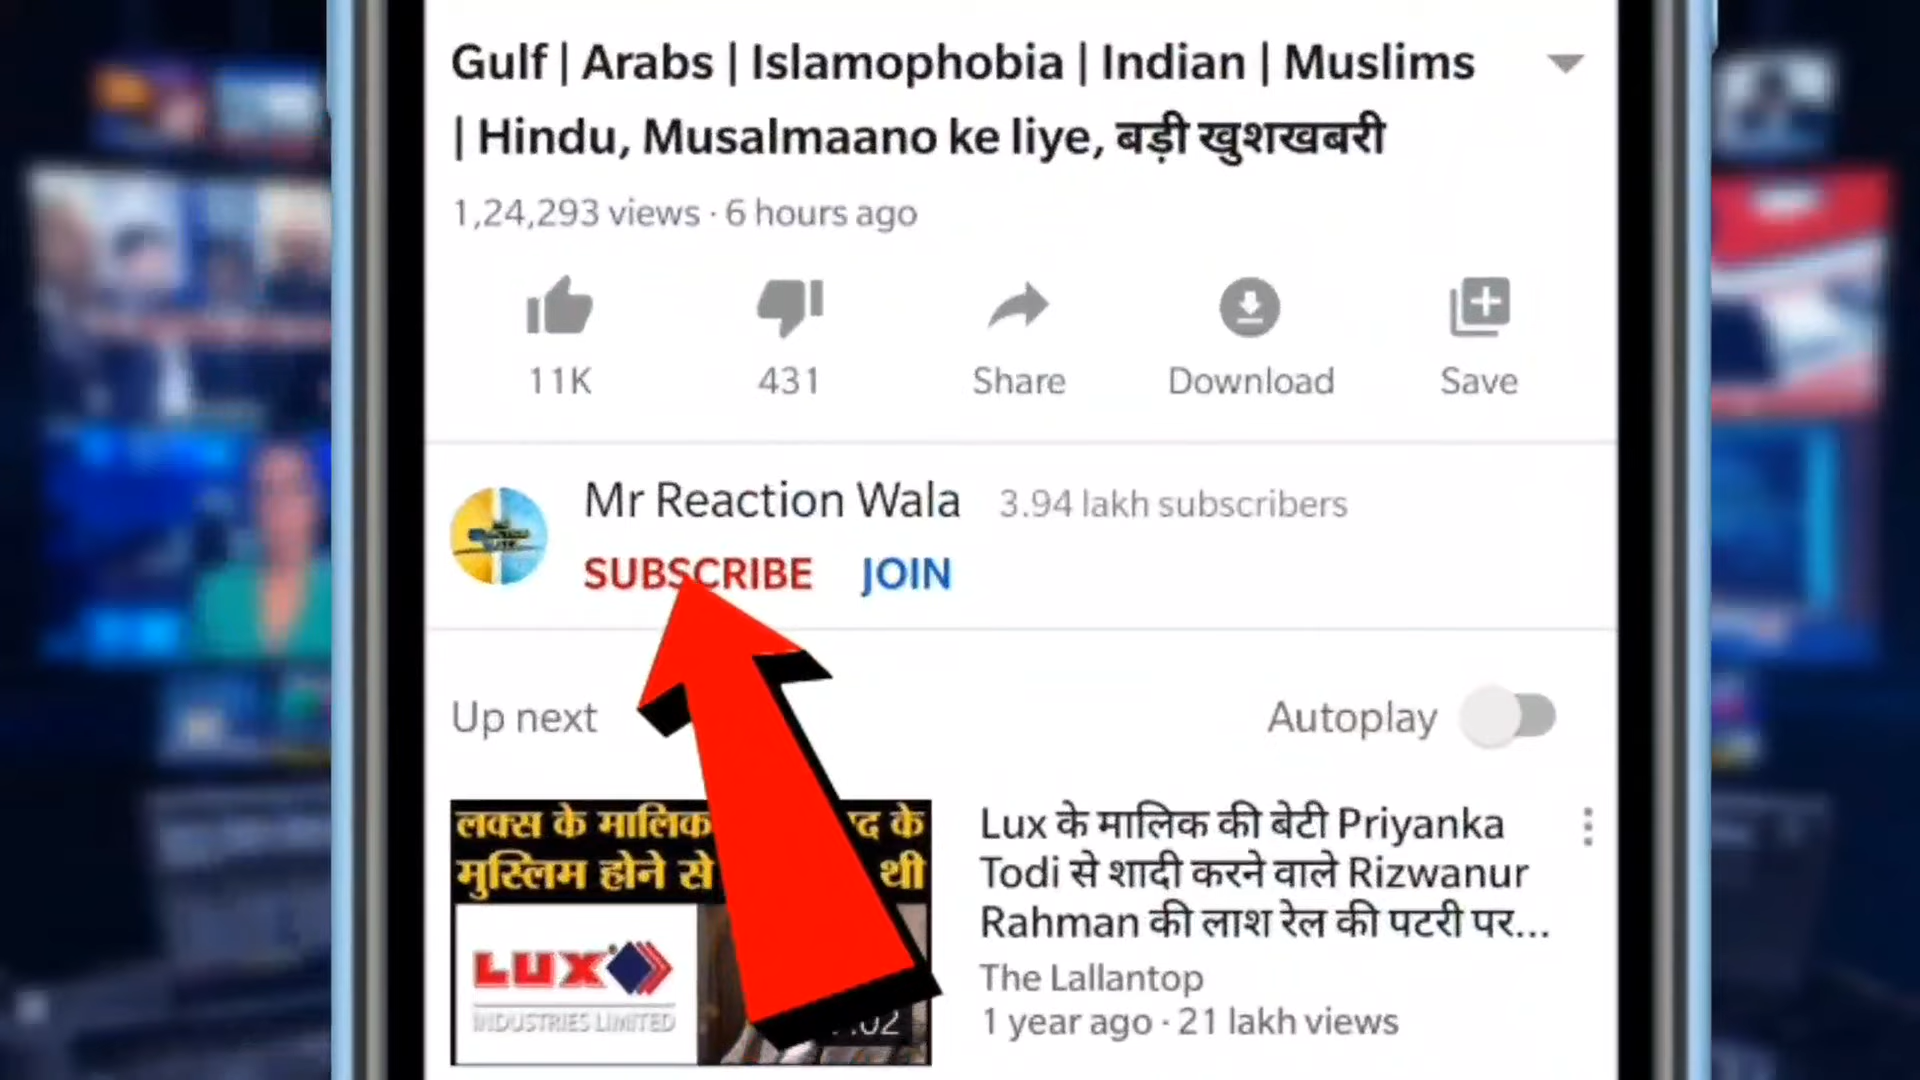 Gulf | Arabs | Islamophobia | Indian | Muslims
| Hindu, Musalmaano ke liye, बड़ी खुशखबरी
1,24,293 views · 6 hours ago
11K
431
Share
Download
Save
Mr Reaction Wala 3.94 lakh subscribers
SUBSCRIBE JOIN
Up next
Autoplay
लक्स के मालिक के
मुस्लिम होने से थी
LUX
INDUSTRIES LIMITED
:02
Lux के मालिक की बेटी Priyanka
Todi से शादी करने वाले Rizwanur
Rahman की लाश रेल की पटरी पर...
The Lallantop
1 year ago · 21 lakh views